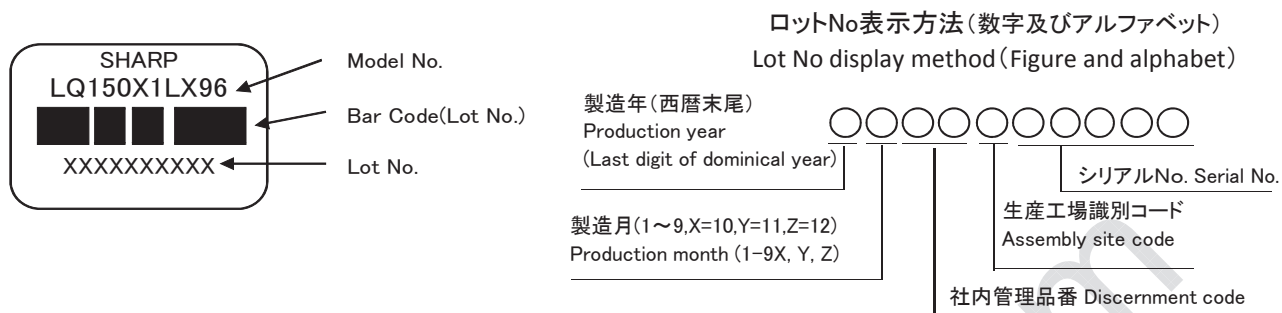 SHARP
LQ150X1LX96
XXXXXXXXXX
Model No.
Bar Code(Lot No.)
Lot No.
ロットNo表示方法(数字及びアルファベット)
Lot No display method(Figure and alphabet)
製造年(西暦末尾)
Production year
(Last digit of dominical year)
シリアルNo. Serial No.
製造月(1～9,X=10,Y=11,Z=12)
Production month (1-9X, Y, Z)
生産工場識別コード
Assembly site code
社内管理品番 Discernment code